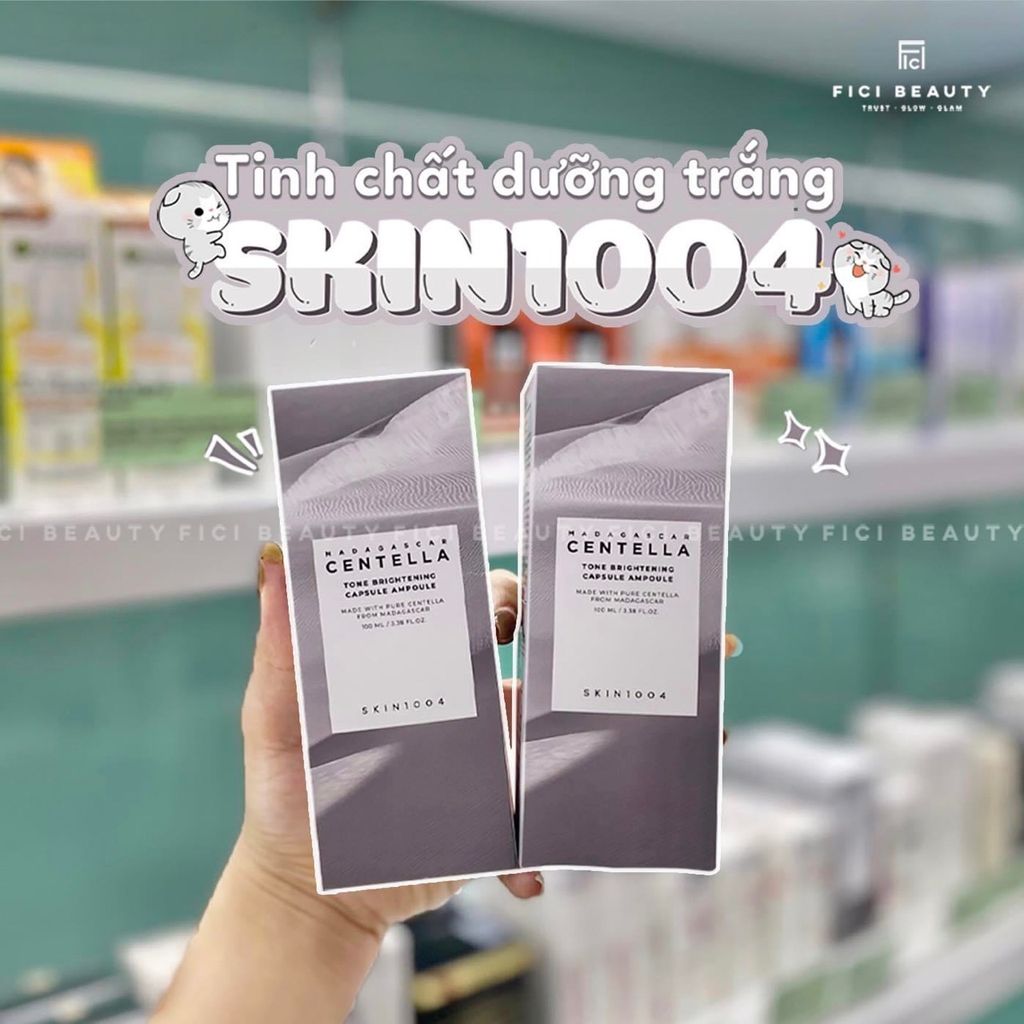 FICI BEAUTY
TRUST · GLOW · GLAM
Tinh chất dưỡng trắng
SKIN1004
CI BEAUTY FICI BEAUTY FICI BEAUTY FICI BEAUTY FICI BEAUTY
MADAGASCAR
CENTELLA
TONE BRIGHTENING
CAPSULE AMPOULE
MADE WITH PURE CENTELLA
FROM MADAGASCAR
100 ML / 3.38 FL.OZ.
SKIN1004
MADAGASCAR
CENTELLA
TONE BRIGHTENING
CAPSULE AMPOULE
MADE WITH PURE CENTELLA
FROM MADAGASCAR
100 ML / 3.38 FL.OZ.
SKIN1004